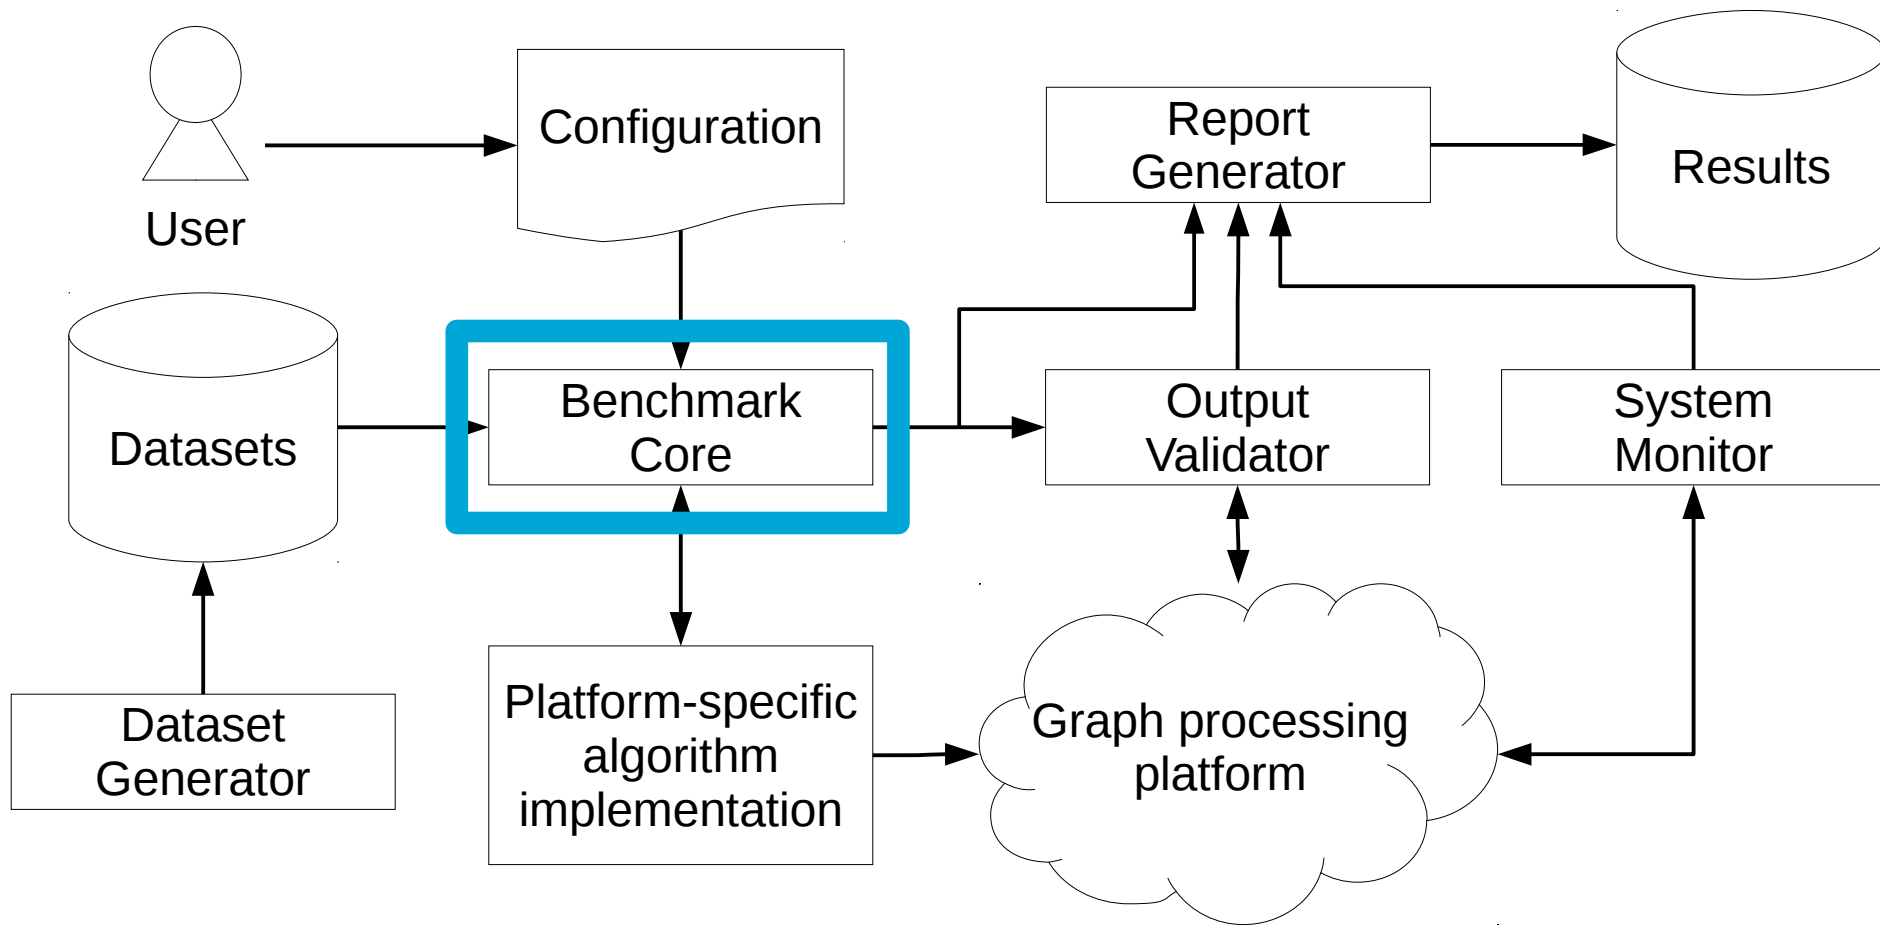 User
Configuration
Report
Generator
Results
Datasets
Benchmark
Core
Output
Validator
System
Monitor
Dataset
Generator
Platform-specific
algorithm
implementation
Graph processing
platform